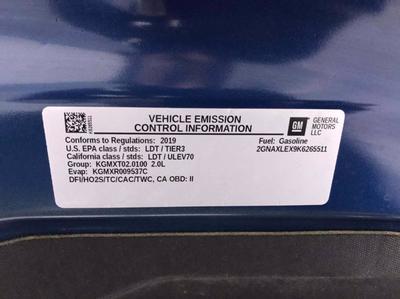 VEHICLE EMISSION
CONTROL INFORMATION
GM
GENERAL
MOTORS
LLC
Conforms to Regulations: 2019
U.S. EPA class / stds: LDT / TIER3
California class / stds: LDT / ULEV70
Group: KGMXT02.0100 2.0L
Evap: KGMXR009537C
DFI/HO2S/TC/CAC/TWC, CA OBD: II
Fuel: Gasoline
2GNAXLEX9K6265511